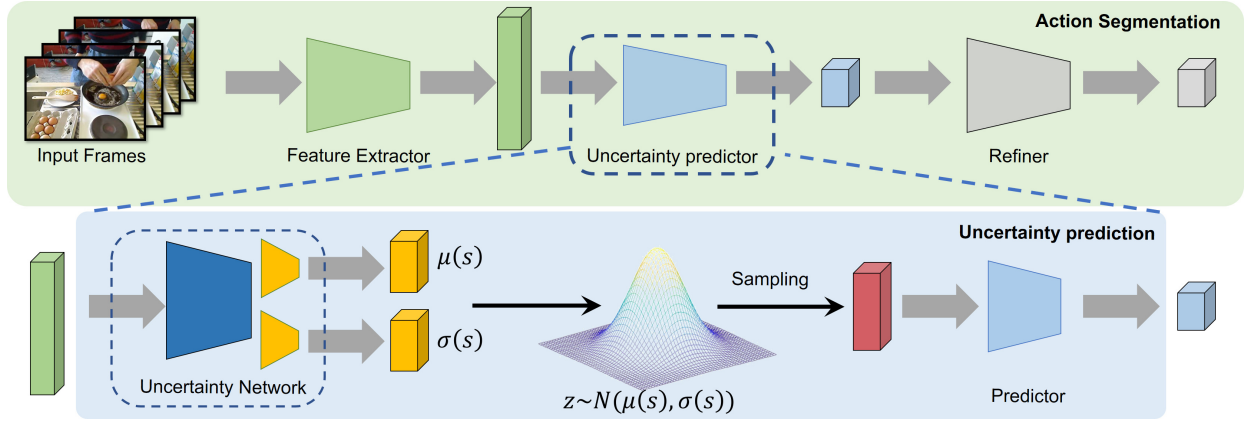 Action Segmentation
Input Frames
Feature Extractor
Uncertainty predictor
Refiner
Uncertainty prediction
μ(s)
σ(s)
Sampling
Uncertainty Network
z~N(μ(s), σ(s))
Predictor